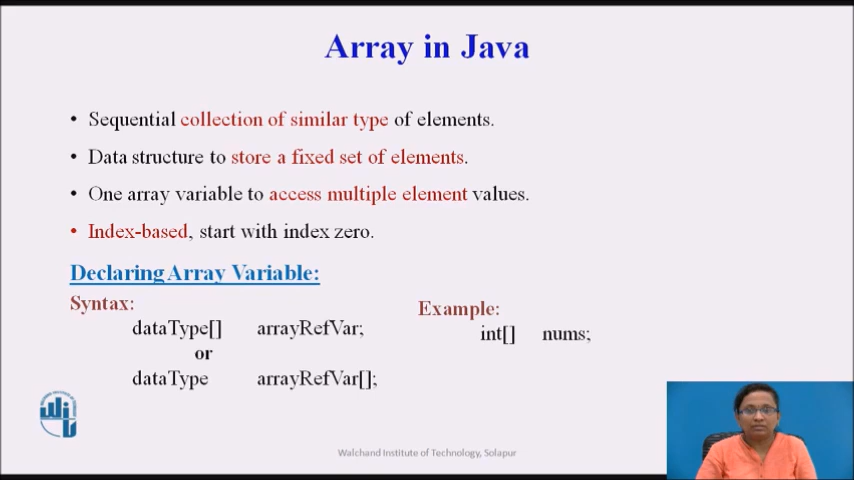 Array in Java
• Sequential collection of similar type of elements.
• Data structure to store a fixed set of elements.
• One array variable to access multiple element values.
• Index-based, start with index zero.
Declaring Array Variable:
Syntax:
dataType[] arrayRefVar;
or
dataType arrayRefVar[];
Example:
int[] nums;
Walchand Institute of Technology, Solapur